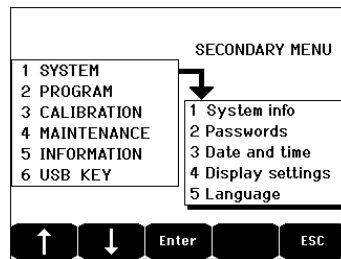 SECONDARY MENU
1 SYSTEM
2 PROGRAM
3 CALIBRATION
4 MAINTENANCE
5 INFORMATION
6 USB KEY
1 System info
2 Passwords
3 Date and time
4 Display settings
5 Language
↑ ↓ Enter ESC